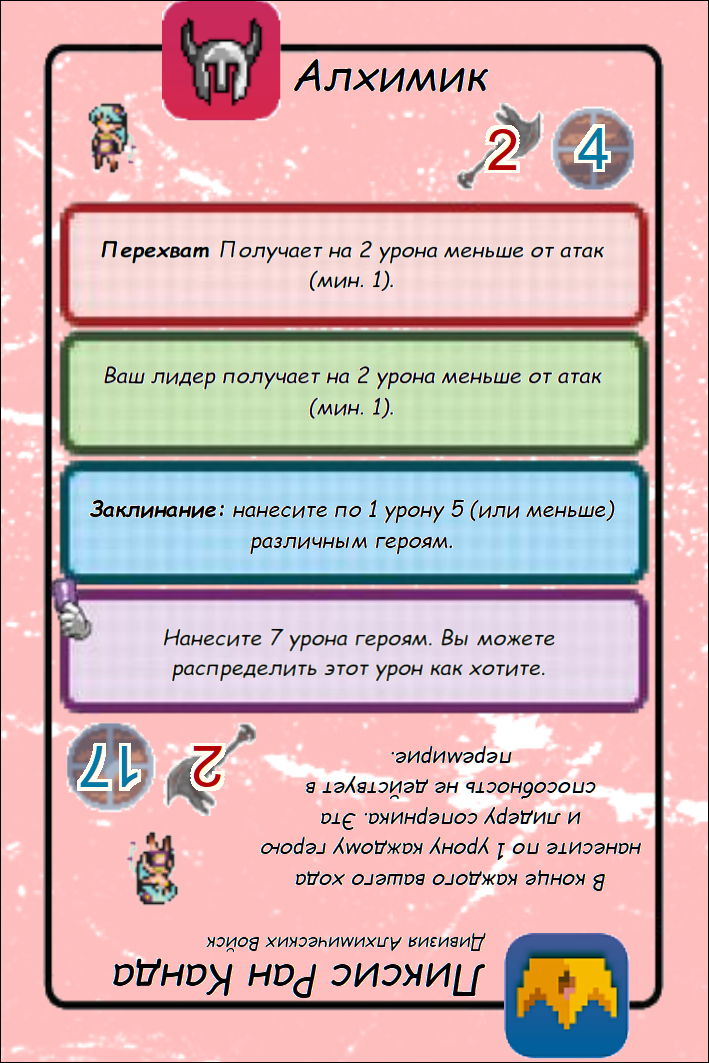 Алхимик
2 4
Перехват Получает на 2 урона меньше от атак
(мин. 1).
Ваш лидер получает на 2 урона меньше от атак
(мин. 1).
Заклинание: нанесите по 1 урону 5 (или меньше)
различным героям.
Нанесите 7 урона героям. Вы можете
распределить этот урон как хотите.
Ликсис Ран Канда
Дивизия Алхимических Войск
В конце каждого вашего хода
нанесите по 1 урону каждому герою
и лидеру соперника. Эта
способность не действует в
перемирие.
2 17